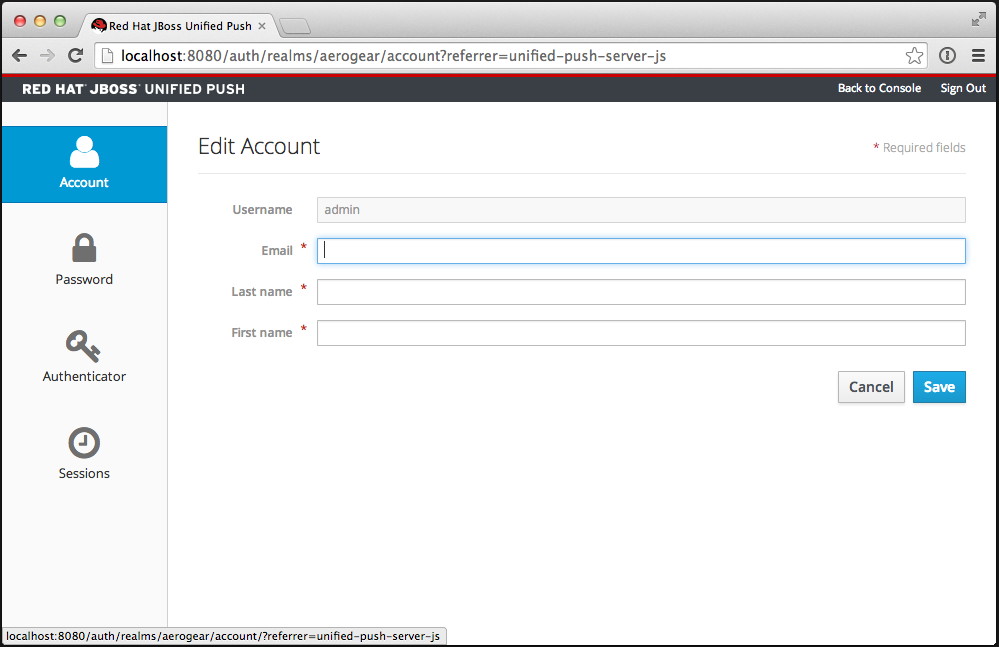 Red Hat JBoss Unified Push
localhost:8080/auth/realms/aerogear/account?referrer=unified-push-server-js
RED HAT JBOSS UNIFIED PUSH
Back to Console
Sign Out
Account
Password
Authenticator
Sessions
Edit Account
* Required fields
Username
admin
Email *
Last name *
First name *
Cancel
Save
localhost:8080/auth/realms/aerogear/account/?referrer=unified-push-server-js